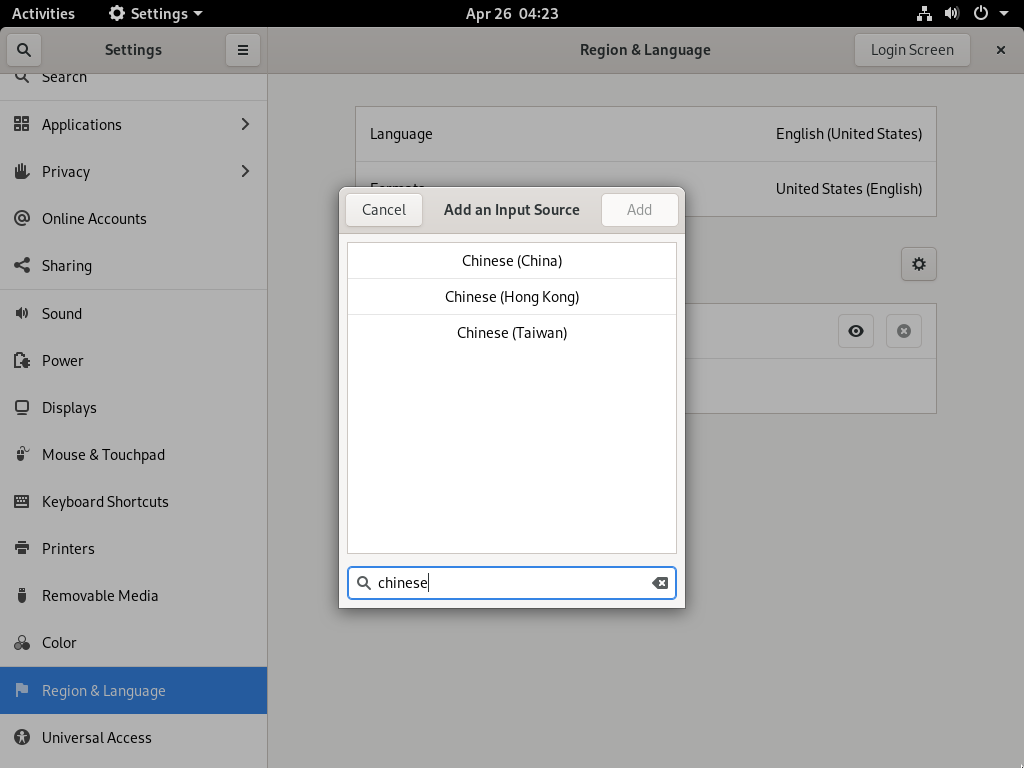 Activities Settings Apr 26 04:23
Settings Region & Language Login Screen
Search
Applications
Privacy
Online Accounts
Sharing
Sound
Power
Displays
Mouse & Touchpad
Keyboard Shortcuts
Printers
Removable Media
Color
Region & Language
Universal Access
Language English (United States)
United States (English)
Cancel Add an Input Source Add
Chinese (China)
Chinese (Hong Kong)
Chinese (Taiwan)
chinese